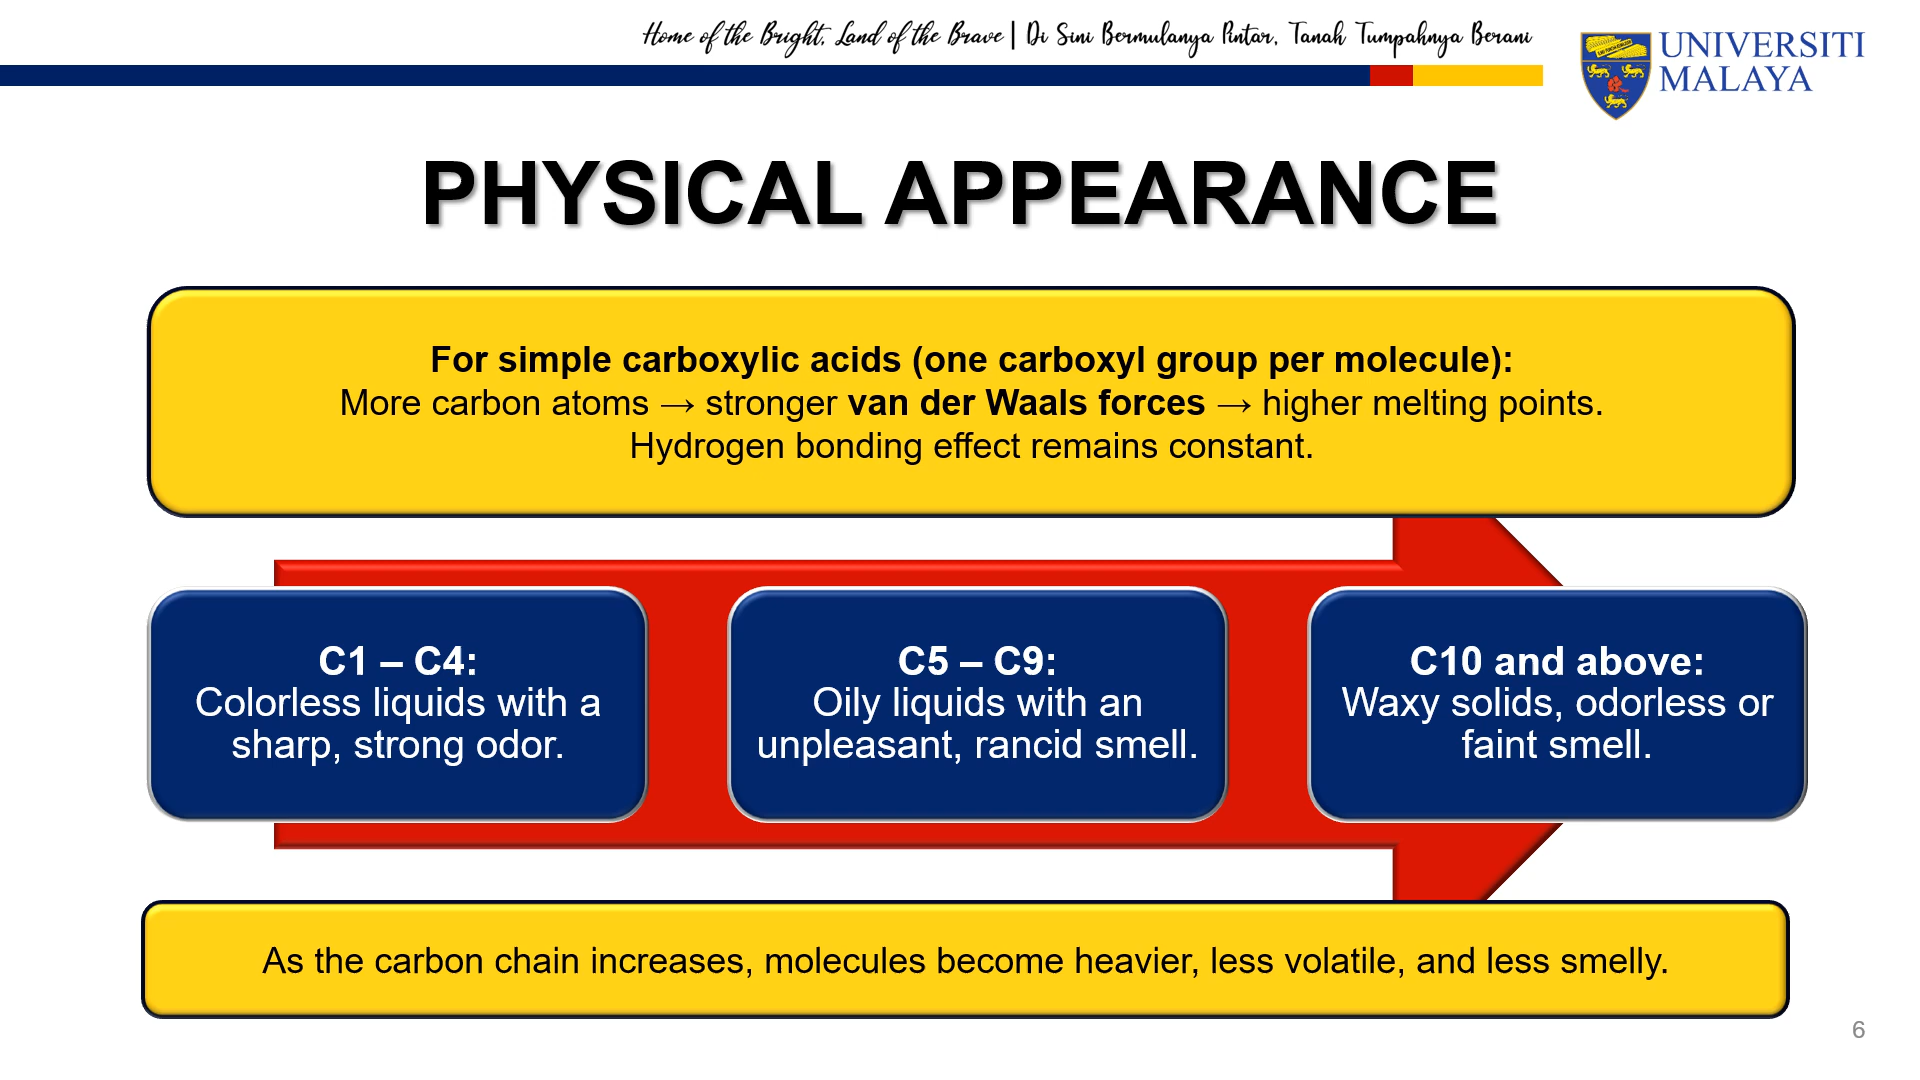 Home of the Bright, Land of the Brave | Di Sini Bermulanya Pintar, Tanah Tumpahnya Berani
UNIVERSITI
MALAYA
PHYSICAL APPEARANCE
For simple carboxylic acids (one carboxyl group per molecule):
More carbon atoms → stronger van der Waals forces → higher melting points.
Hydrogen bonding effect remains constant.
C1 – C4:
Colorless liquids with a
sharp, strong odor.
C5 – C9:
Oily liquids with an
unpleasant, rancid smell.
C10 and above:
Waxy solids, odorless or
faint smell.
As the carbon chain increases, molecules become heavier, less volatile, and less smelly.
6